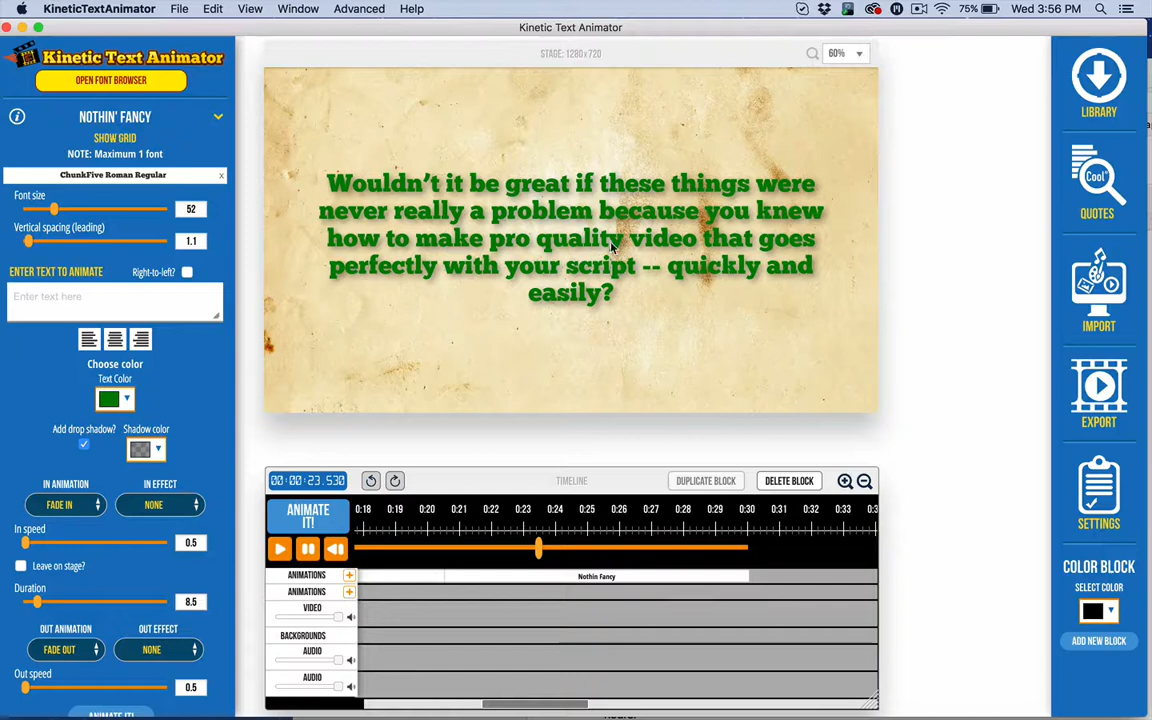 KineticTextAnimator File Edit View Window Advanced Help
75% Wed 3:56 PM
Kinetic Text Animator
Kinetic Text Animator
OPEN FONT BROWSER
NOTHIN' FANCY
SHOW GRID
NOTE: Maximum 1 font
ChunkFive Roman Regular x
Font size
52
Vertical spacing (leading)
1.1
ENTER TEXT TO ANIMATE Right-to-left?
Enter text here
Choose color
Text Color
Add drop shadow? Shadow color
IN ANIMATION IN EFFECT
FADE IN NONE
In speed
0.5
Leave on stage?
Duration
8.5
OUT ANIMATION OUT EFFECT
FADE OUT NONE
Out speed
0.5
ANIMATE IT!
STAGE: 1280x720
60%
Wouldn't it be great if these things were
never really a problem because you knew
how to make pro quality video that goes
perfectly with your script -- quickly and
easily?
00:00:23.530 TIMELINE DUPLICATE BLOCK DELETE BLOCK
ANIMATE IT!
0:18 0:19 0:20 0:21 0:22 0:23 0:24 0:25 0:26 0:27 0:28 0:29 0:30 0:31 0:32 0:33
ANIMATIONS + Nothin Fancy
ANIMATIONS +
VIDEO
BACKGROUNDS
AUDIO
AUDIO
LIBRARY
Cool"
QUOTES
IMPORT
EXPORT
SETTINGS
COLOR BLOCK
SELECT COLOR
ADD NEW BLOCK